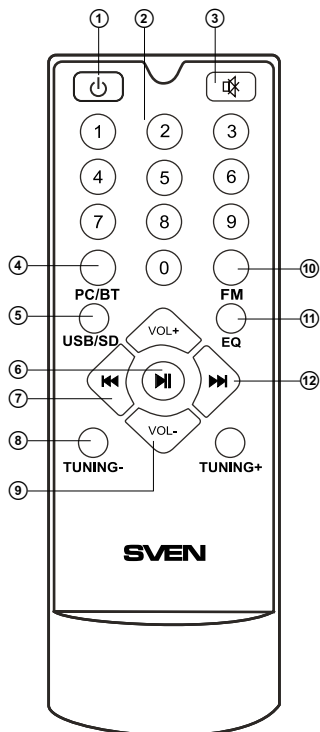 1 2 3
1 2 3
4 5 6
7 8 9
4 0 10
PC/BT FM
5 11
USB/SD VOL+ EQ
6
7 12
8 VOL-
TUNING- TUNING+
9
SVEN